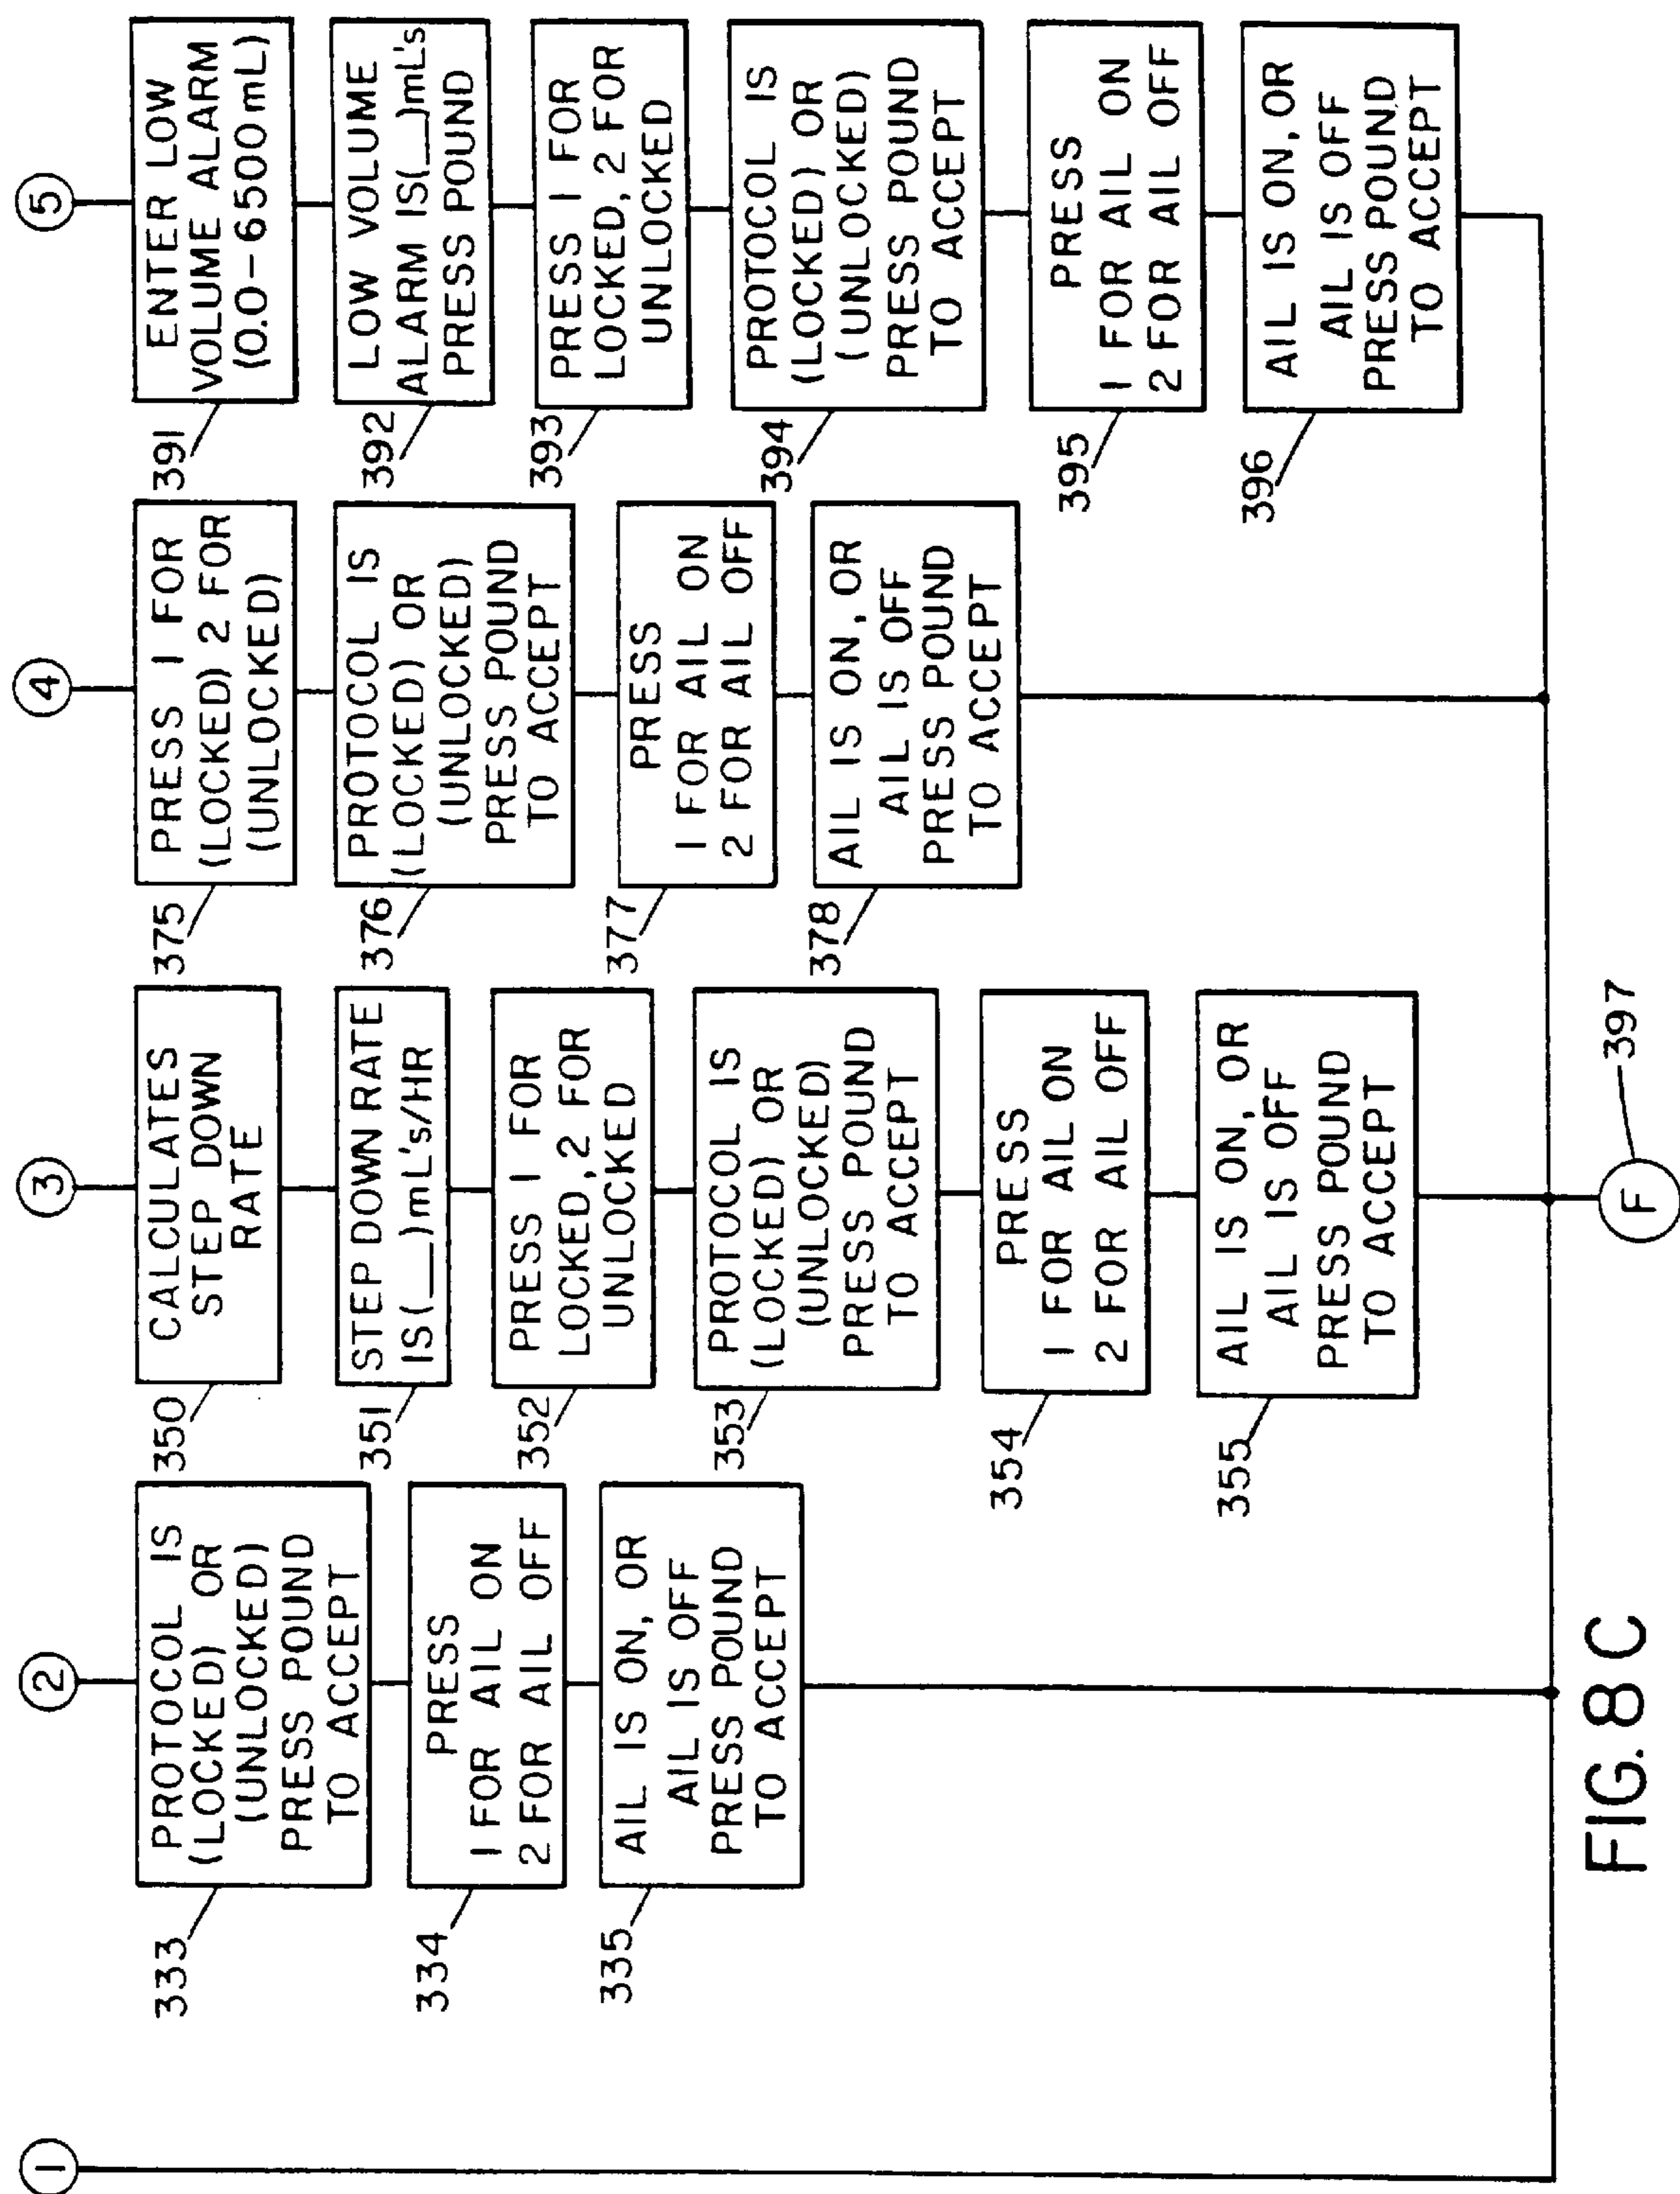 1
2
333
PROTOCOL IS
(LOCKED) OR
(UNLOCKED)
PRESS POUND
TO ACCEPT
334
PRESS
1 FOR AIL ON
2 FOR AIL OFF
335
AIL IS ON, OR
AIL IS OFF
PRESS POUND
TO ACCEPT
3
350
CALCULATES
STEP DOWN
RATE
351
STEP DOWN RATE
IS(__)mL's/HR
352
PRESS 1 FOR
LOCKED, 2 FOR
UNLOCKED
353
PROTOCOL IS
(LOCKED) OR
(UNLOCKED)
PRESS POUND
TO ACCEPT
354
PRESS
1 FOR AIL ON
2 FOR AIL OFF
355
AIL IS ON, OR
AIL IS OFF
PRESS POUND
TO ACCEPT
4
375
PRESS 1 FOR
(LOCKED) 2 FOR
(UNLOCKED)
376
PROTOCOL IS
(LOCKED) OR
(UNLOCKED)
PRESS POUND
TO ACCEPT
377
PRESS
1 FOR AIL ON
2 FOR AIL OFF
378
AIL IS ON, OR
AIL IS OFF
PRESS POUND
TO ACCEPT
5
391
ENTER LOW
VOLUME ALARM
(0.0-6500mL)
392
LOW VOLUME
ALARM IS(__)mL's
PRESS POUND
393
PRESS 1 FOR
LOCKED, 2 FOR
UNLOCKED
394
PROTOCOL IS
(LOCKED) OR
(UNLOCKED)
PRESS POUND
TO ACCEPT
395
PRESS
1 FOR AIL ON
2 FOR AIL OFF
396
AIL IS ON, OR
AIL IS OFF
PRESS POUND
TO ACCEPT
F
397
FIG. 8 C